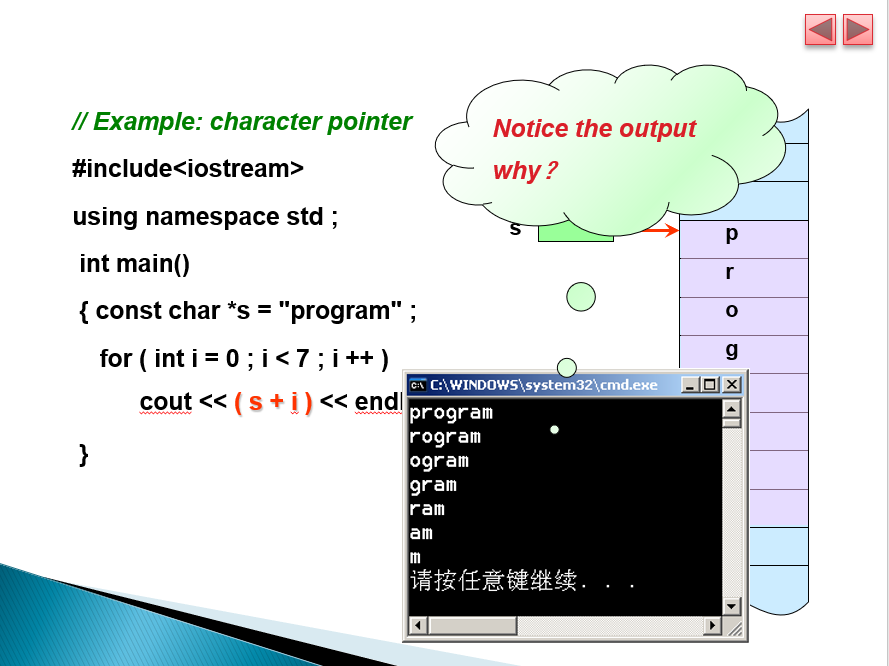 // Example: character pointer
#include<iostream>
using namespace std ;
int main()
{ const char *s = "program" ;
for ( int i = 0 ; i < 7 ; i ++ )
cout << ( s + i ) << endl
}
Notice the output
why？
s
p
r
o
g
C:\WINDOWS\system32\cmd.exe
program
rogram
ogram
gram
ram
am
m
请按任意键继续. . .